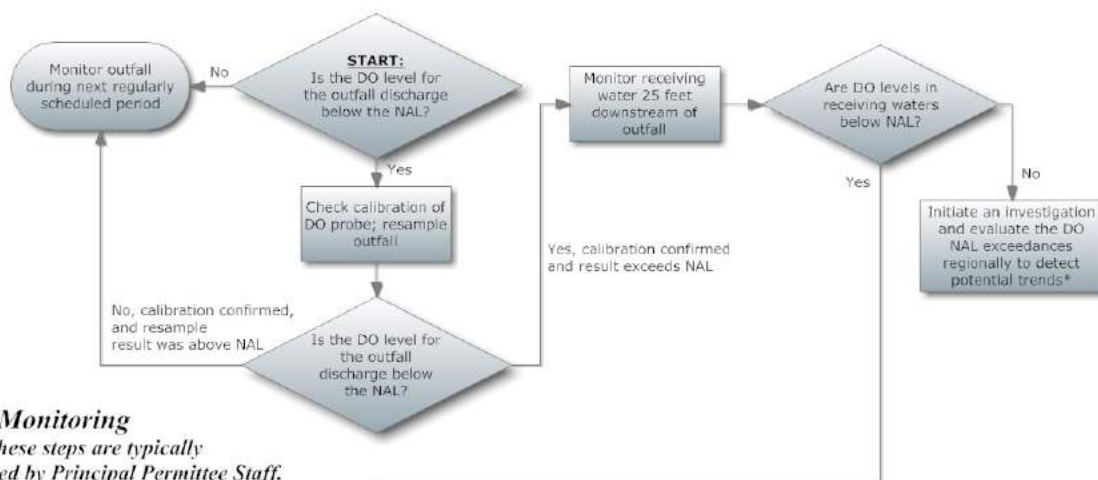 START:
Is the DO level for
the outfall discharge
below the NAL?
No
Monitor outfall
during next regularly
scheduled period
Yes
Check calibration of
DO probe; resample
outfall
Is the DO level for
the outfall
discharge below
the NAL?
No, calibration confirmed,
and resample
result was above NAL
Yes, calibration confirmed
and result exceeds NAL
Monitor receiving
water 25 feet
downstream of
outfall
Are DO levels in
receiving waters
below NAL?
Yes
No
Initiate an investigation
and evaluate the DO
NAL exceedances
regionally to detect
potential trends*
Monitoring
hese steps are typically
ed by Principal Permittee Staff.